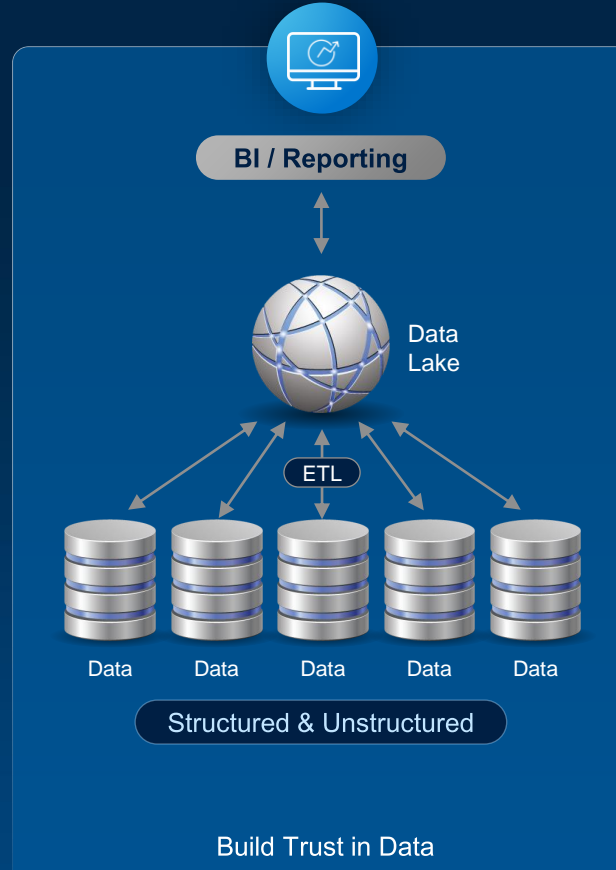 BI / Reporting
Data
Lake
ETL
Data
Data
Data
Data
Data
Structured & Unstructured
Build Trust in Data